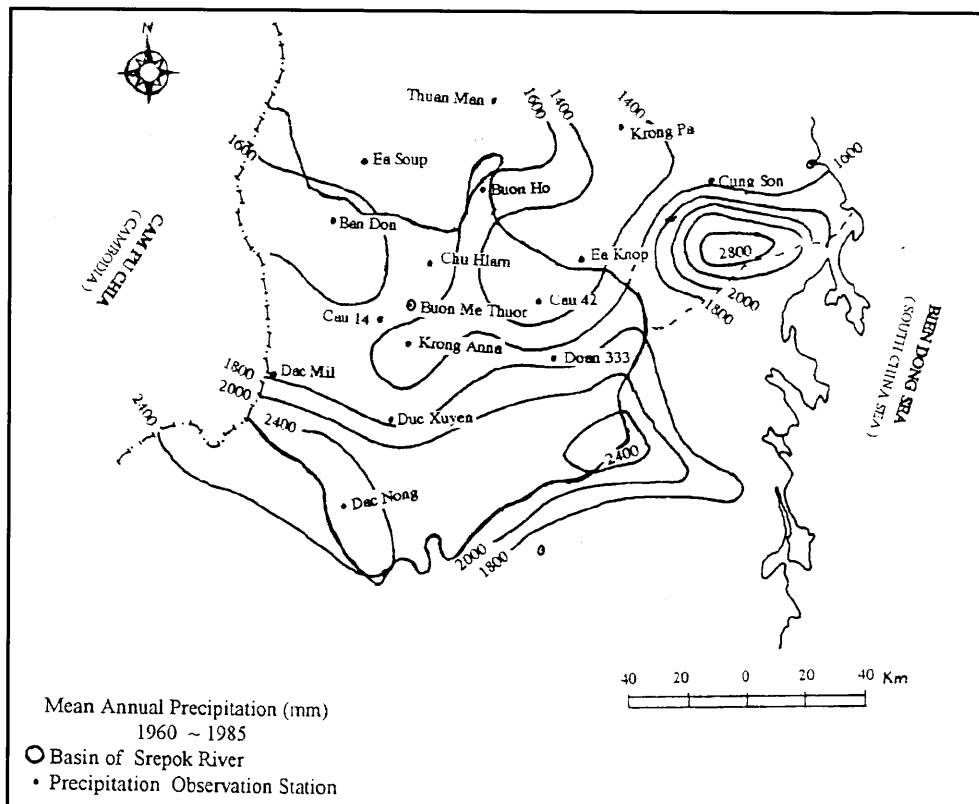 N
Thuan Man
1600
1400
1400
Krong Pa
1600
Ea Soup
Buon Ho
Cung Son
1600
CAM PU CHIA
( CAMBODIA )
Ban Don
Chu Hlam
Ea Knop
2800
2000
1800
BIEN DONG SEA
( SOUTH CHINA SEA )
Cau 14
Buon Me Thuot
Cau 42
Krong Anna
Doan 333
1800
Dac Mil
2000
2400
2400
Duc Xuyen
2400
Dac Nong
2000
1800
40 20 0 20 40 Km
Mean Annual Precipitation (mm)
1960 ~ 1985
Basin of Srepok River
Precipitation Observation Station